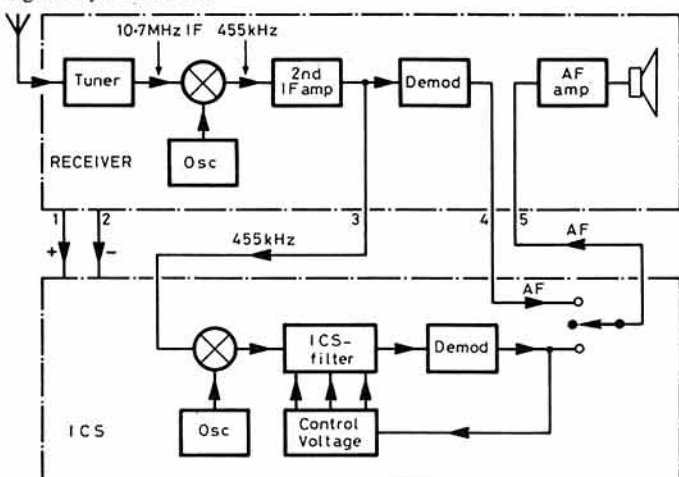 10·7MHz IF 455kHz
Tuner
2nd
IF amp
Demod
AF
amp
Osc
RECEIVER
1 2 3 4 5
+ -
455kHz
AF
AF
ICS-
filter
Demod
Osc
Control
Voltage
ICS